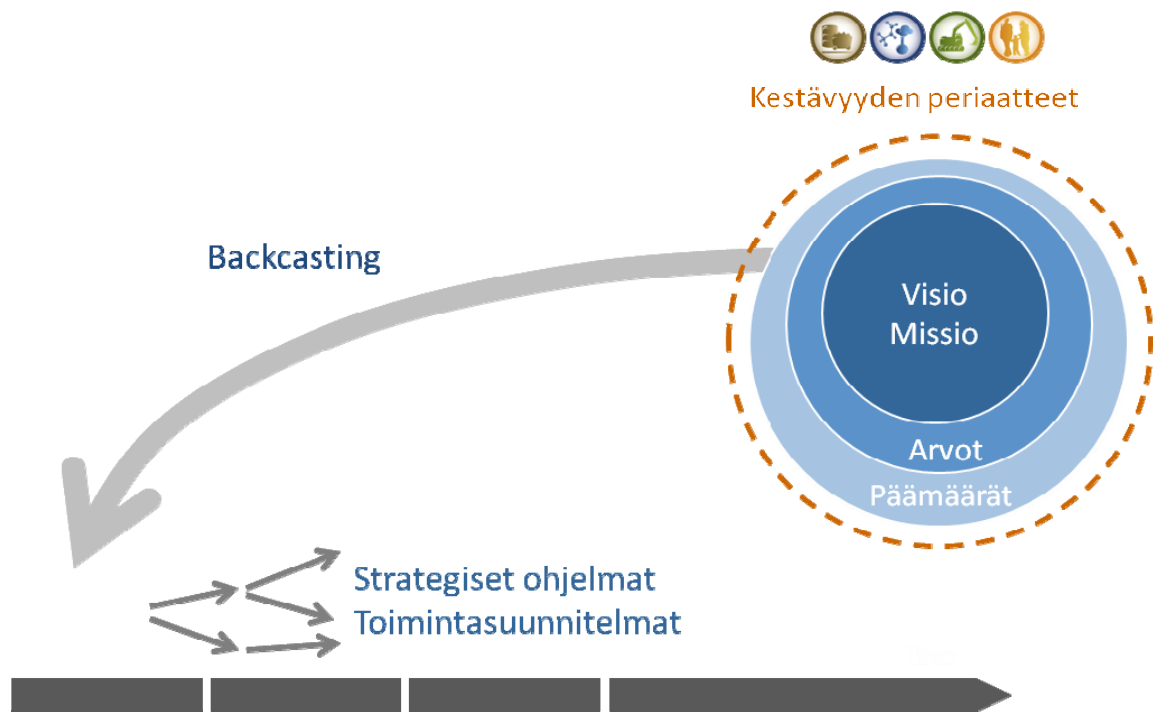 Kestävyyden periaatteet
Backcasting
Visio
Missio
Arvot
Päämäärät
Strategiset ohjelmat
Toimintasuunnitelmat